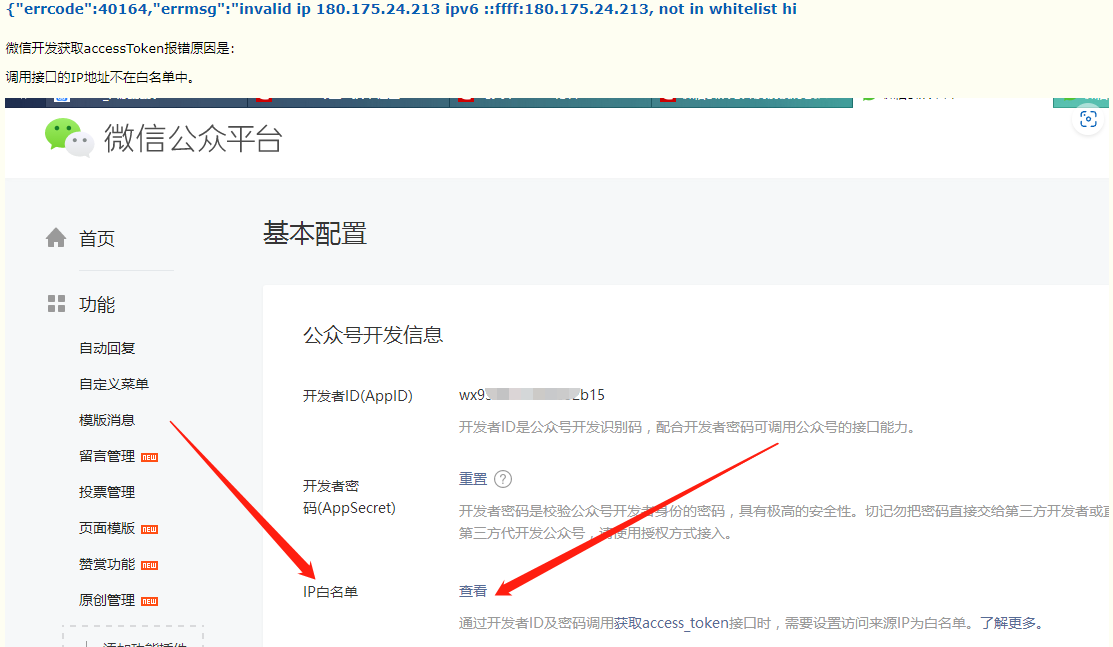 {"errcode":40164,"errmsg":"invalid ip 180.175.24.213 ipv6 ::ffff:180.175.24.213, not in whitelist hi
微信开发获取accessToken报错原因是：
调用接口的IP地址不在白名单中。
微信公众平台
首页
基本配置
功能
公众号开发信息
自动回复
自定义菜单
开发者ID(AppID)
wx9
2b15
模版消息
开发者ID是公众号开发识别码，配合开发者密码可调用公众号的接口能力。
留言管理 NEW
开发者密
码(AppSecret)
重置 ?
投票管理
开发者密码是校验公众号开发者身份的密码，具有极高的安全性。切记勿把密码直接交给第三方开发者或直
第三方代开发公众号，请使用授权方式接入。
页面模版 NEW
赞赏功能 NEW
原创管理 NEW
IP白名单
查看
通过开发者ID及密码调用获取access_token接口时，需要设置访问来源IP为白名单。了解更多。
添加功能插件